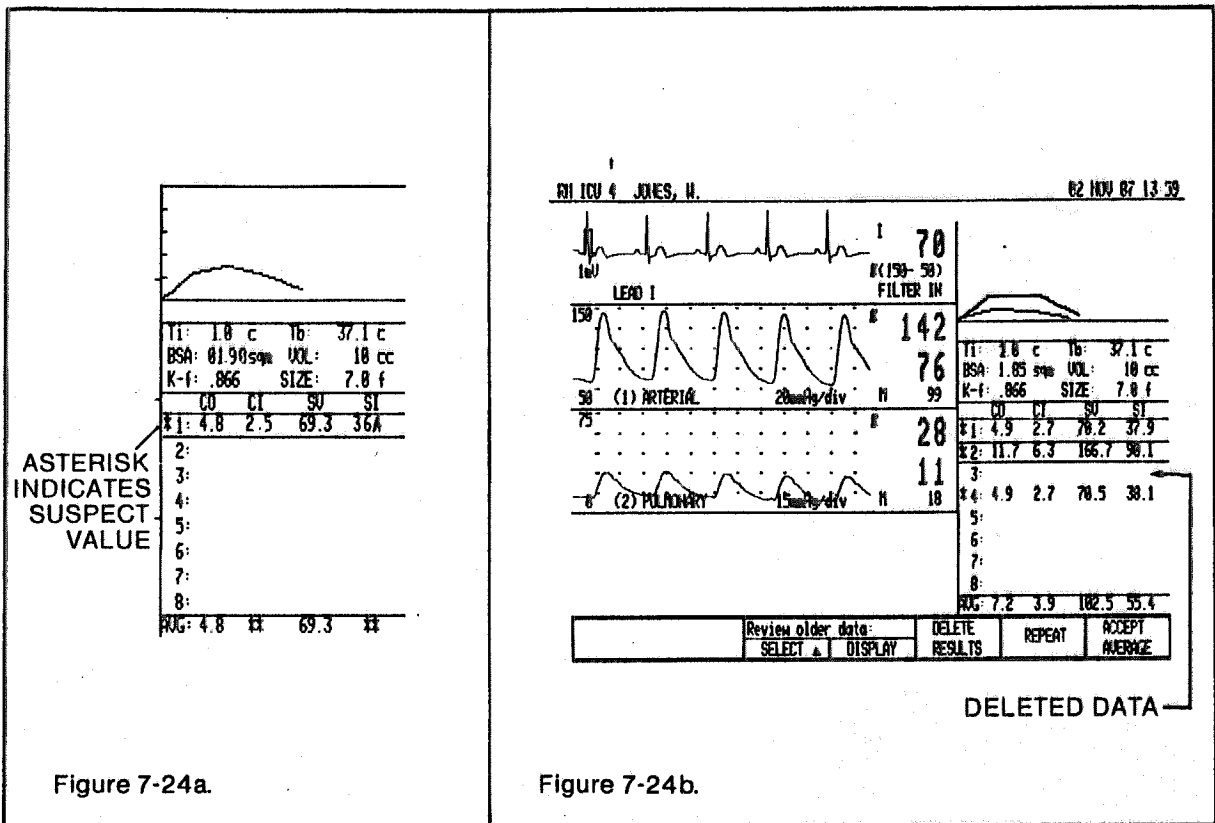 Ti: 1.0 c Tb: 37.1 c
BSA: 01.90sqm VOL: 10 cc
K-f: .866 SIZE: 7.0 f
CO CI SV SI
*1: 4.8 2.5 69.3 36A
2:
3:
4:
5:
6:
7:
8:
AVG: 4.8 ** 69.3 **
ASTERISK
INDICATES
SUSPECT
VALUE
Figure 7-24a.
ICU 4 JONES, W.
02 NOV 87 13:59
I 70
1mV
(150- 50)
LEAD I
FILTER IN
150
142
76
50 (1) ARTERIAL 20mmHg/div M 99
75
28
11
0 (2) PULMONARY 15mmHg/div M 18
Ti: 1.0 c Tb: 37.1 c
BSA: 1.85 sqm VOL: 10 cc
K-f: .866 SIZE: 7.0 f
CO CI SV SI
*1: 4.9 2.7 70.2 37.9
*2: 11.7 6.3 166.7 90.1
3:
*4: 4.9 2.7 70.5 38.1
5:
6:
7:
8:
AVG: 7.2 3.9 102.5 55.4
Review older data:
SELECT ▲ DISPLAY
DELETE
RESULTS
REPEAT
ACCEPT
AVERAGE
DELETED DATA
Figure 7-24b.